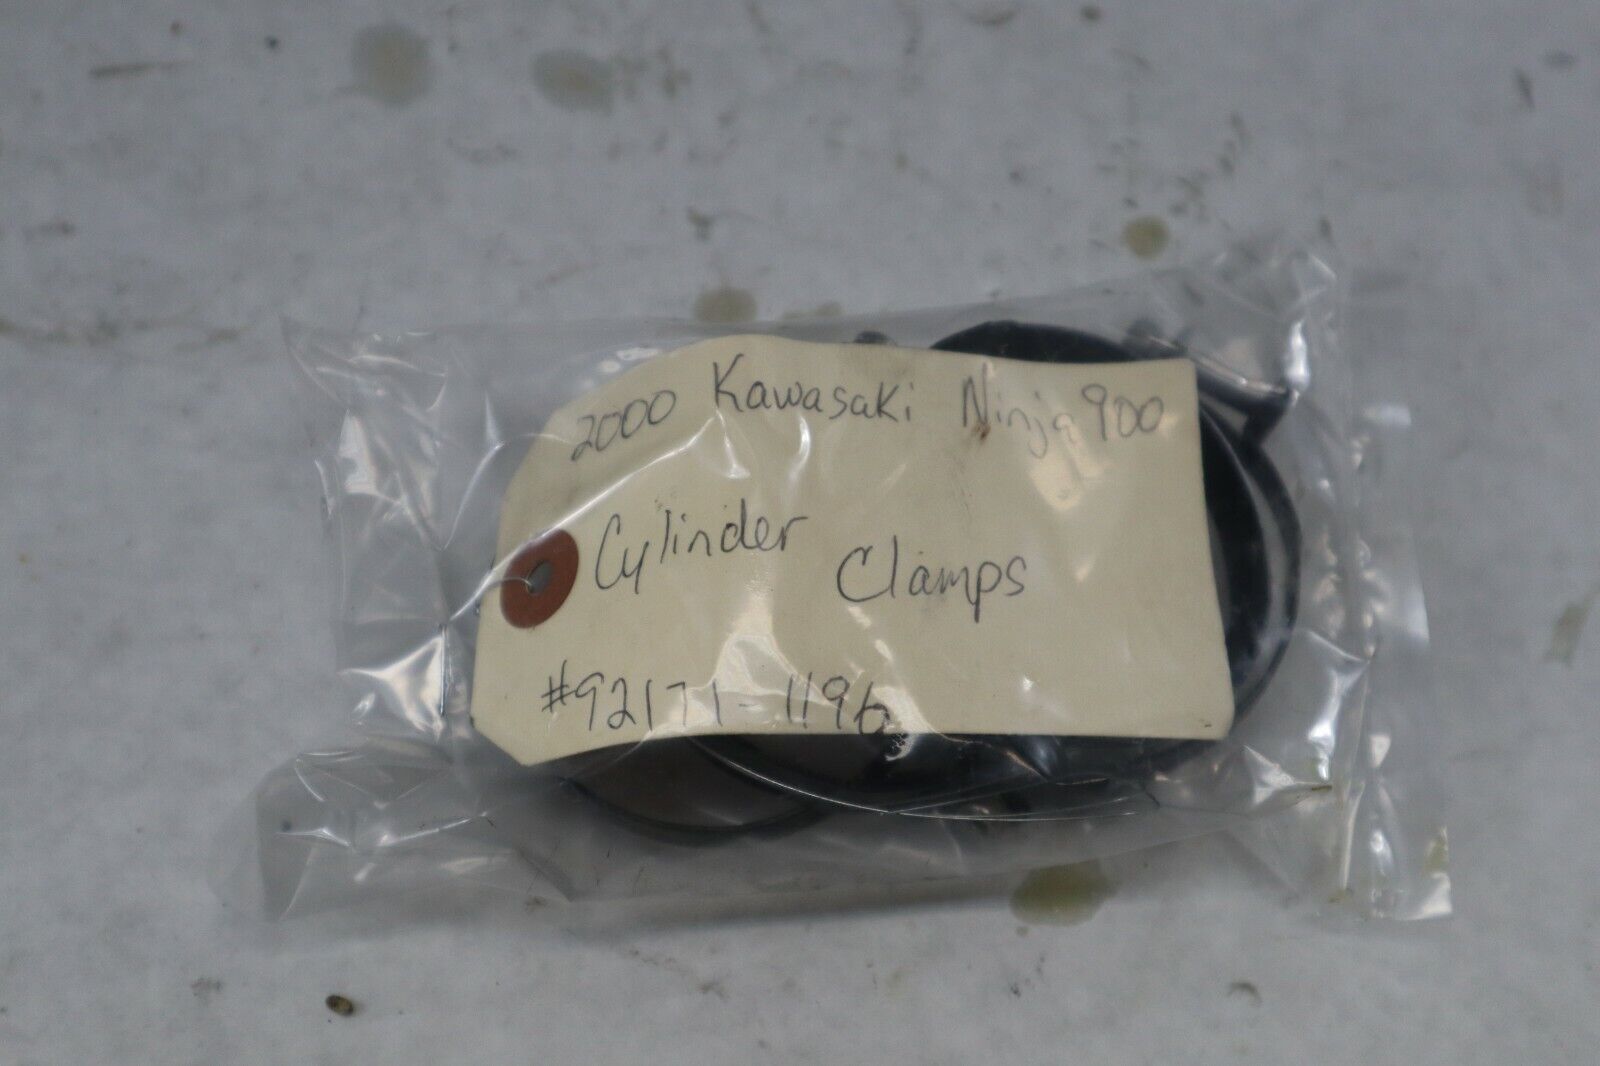 2000 Kawasaki Ninja 900
Cylinder Clamps
#92171-1196